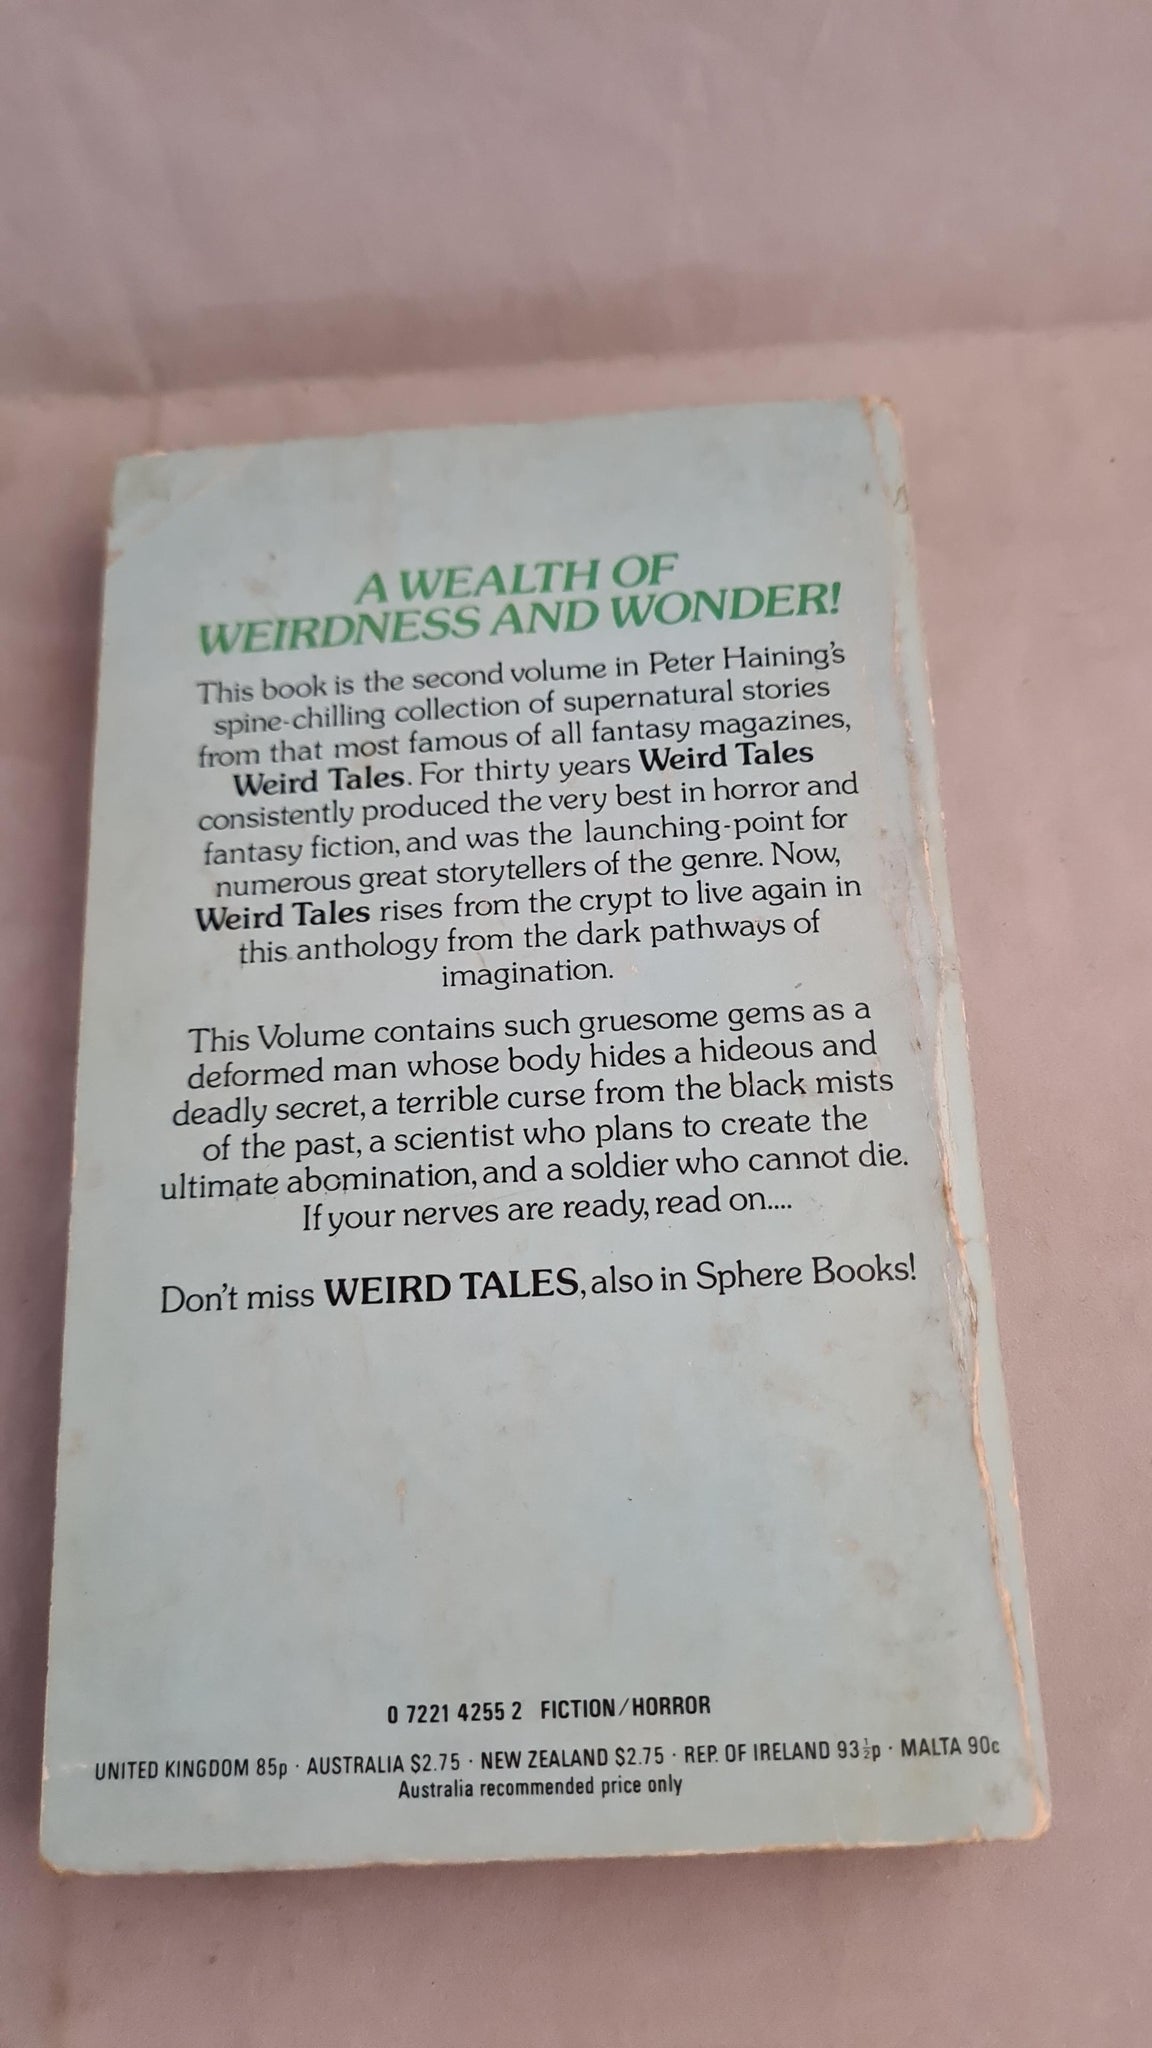 A WEALTH OF
WEIRDNESS AND WONDER!
This book is the second volume in Peter Haining's
spine-chilling collection of supernatural stories
from that most famous of all fantasy magazines,
Weird Tales. For thirty years Weird Tales
consistently produced the very best in horror and
fantasy fiction, and was the launching-point for
numerous great storytellers of the genre. Now,
Weird Tales rises from the crypt to live again in
this anthology from the dark pathways of
imagination.
This Volume contains such gruesome gems as a
deformed man whose body hides a hideous and
deadly secret, a terrible curse from the black mists
of the past, a scientist who plans to create the
ultimate abomination, and a soldier who cannot die.
If your nerves are ready, read on....
Don't miss WEIRD TALES, also in Sphere Books!
0 7221 4255 2 FICTION/HORROR
UNITED KINGDOM 85p · AUSTRALIA $2.75 · NEW ZEALAND $2.75 · REP. OF IRELAND 93½p · MALTA 90c
Australia recommended price only